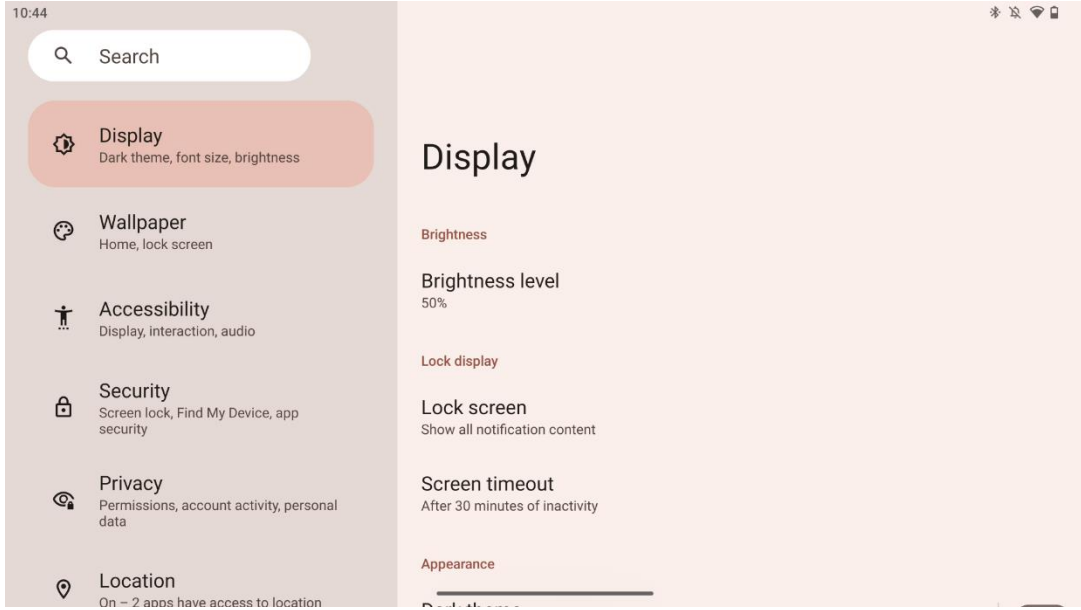 10:44
Search
Display
Dark theme, font size, brightness
Wallpaper
Home, lock screen
Accessibility
Display, interaction, audio
Security
Screen lock, Find My Device, app
security
Privacy
Permissions, account activity, personal
data
Location
On – 2 apps have access to location
Display
Brightness
Brightness level
50%
Lock display
Lock screen
Show all notification content
Screen timeout
After 30 minutes of inactivity
Appearance
Dark theme